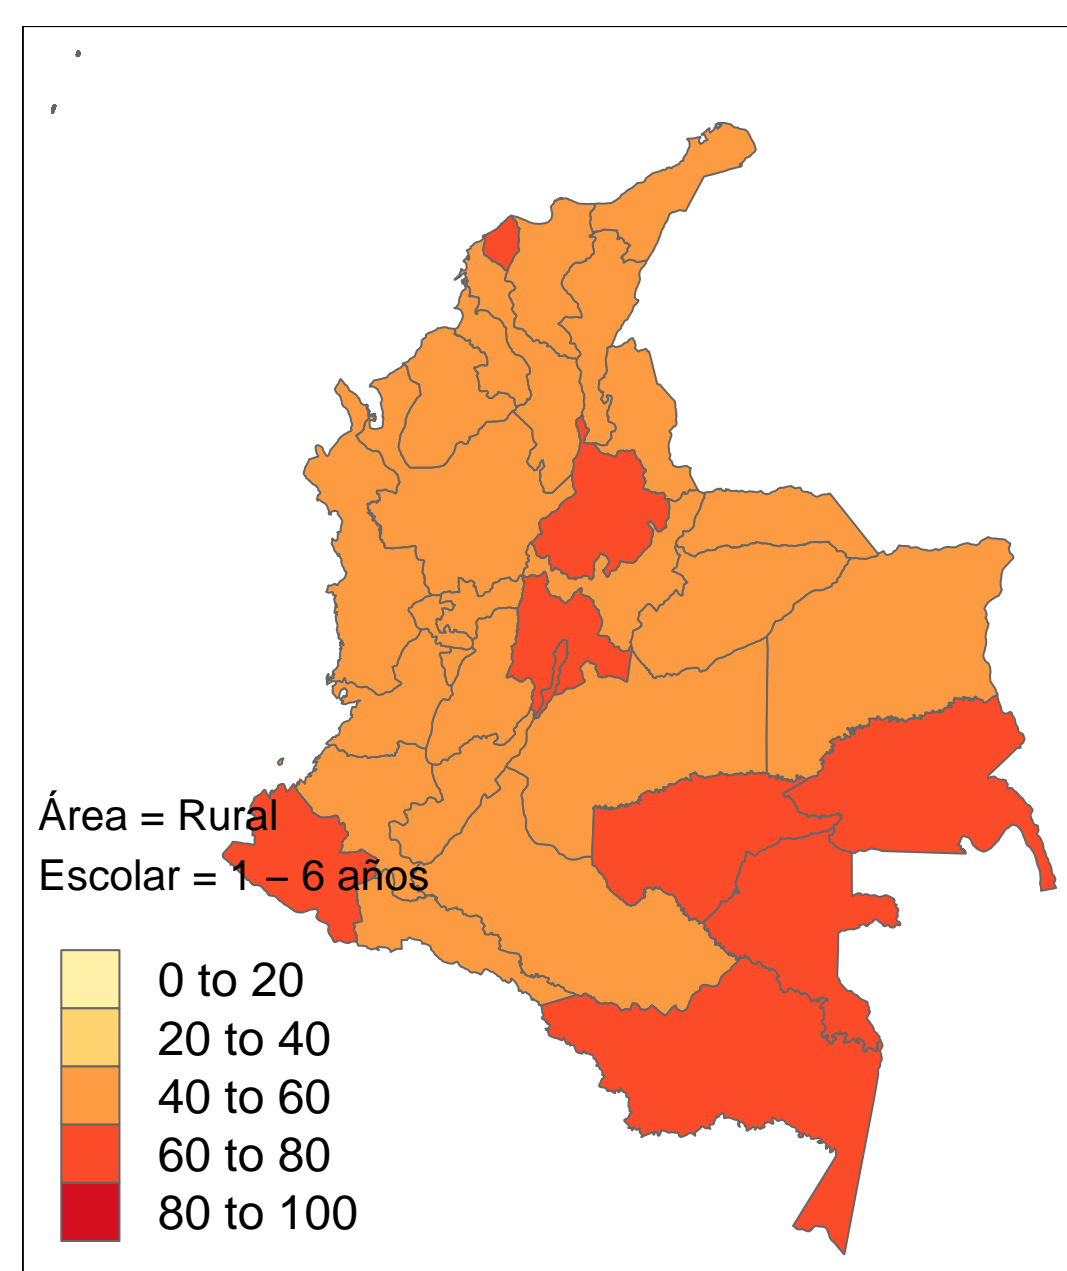 Área = Rural
Escolar = 1 – 6 años
0 to 20
20 to 40
40 to 60
60 to 80
80 to 100